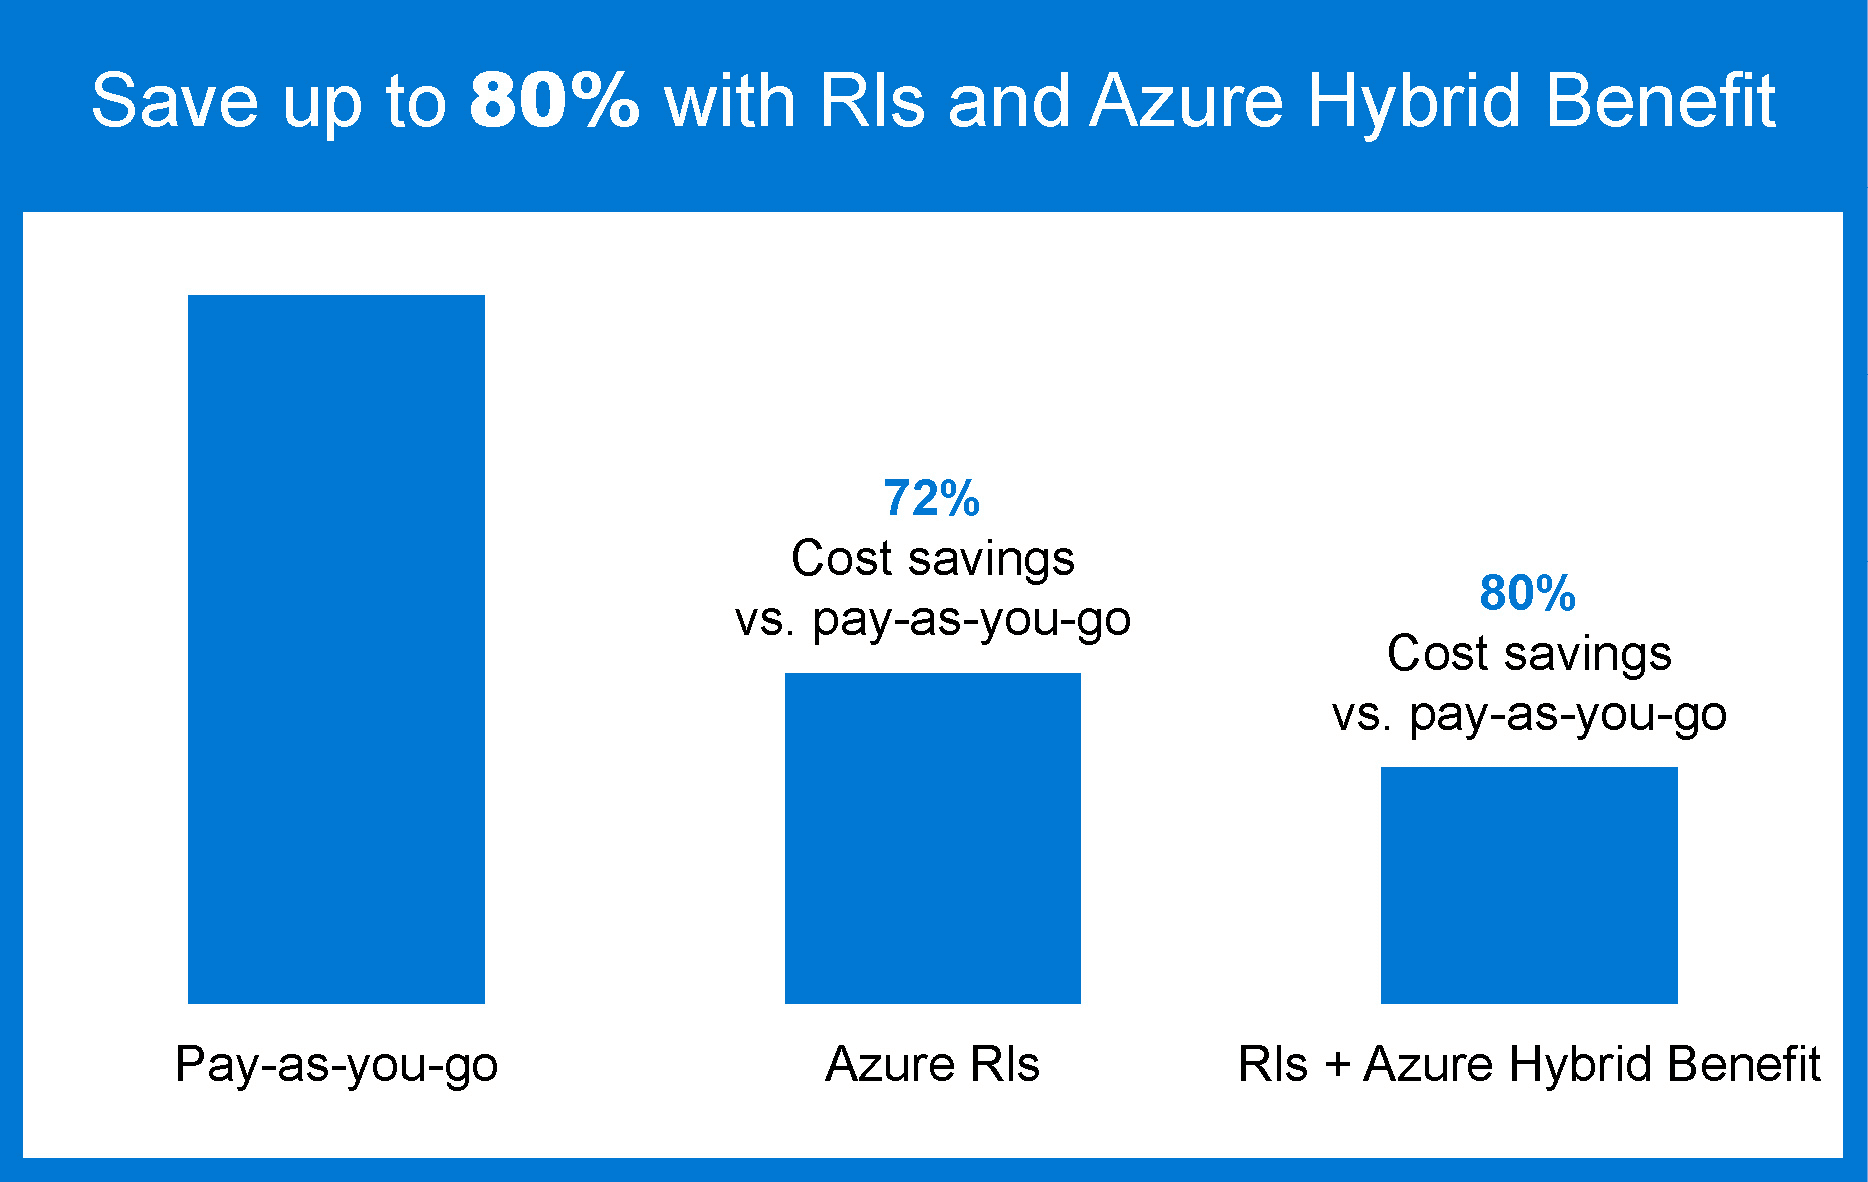 Save up to 80% with RIs and Azure Hybrid Benefit
72%
Cost savings
vs. pay-as-you-go
80%
Cost savings
vs. pay-as-you-go
Pay-as-you-go
Azure RIs
RIs + Azure Hybrid Benefit